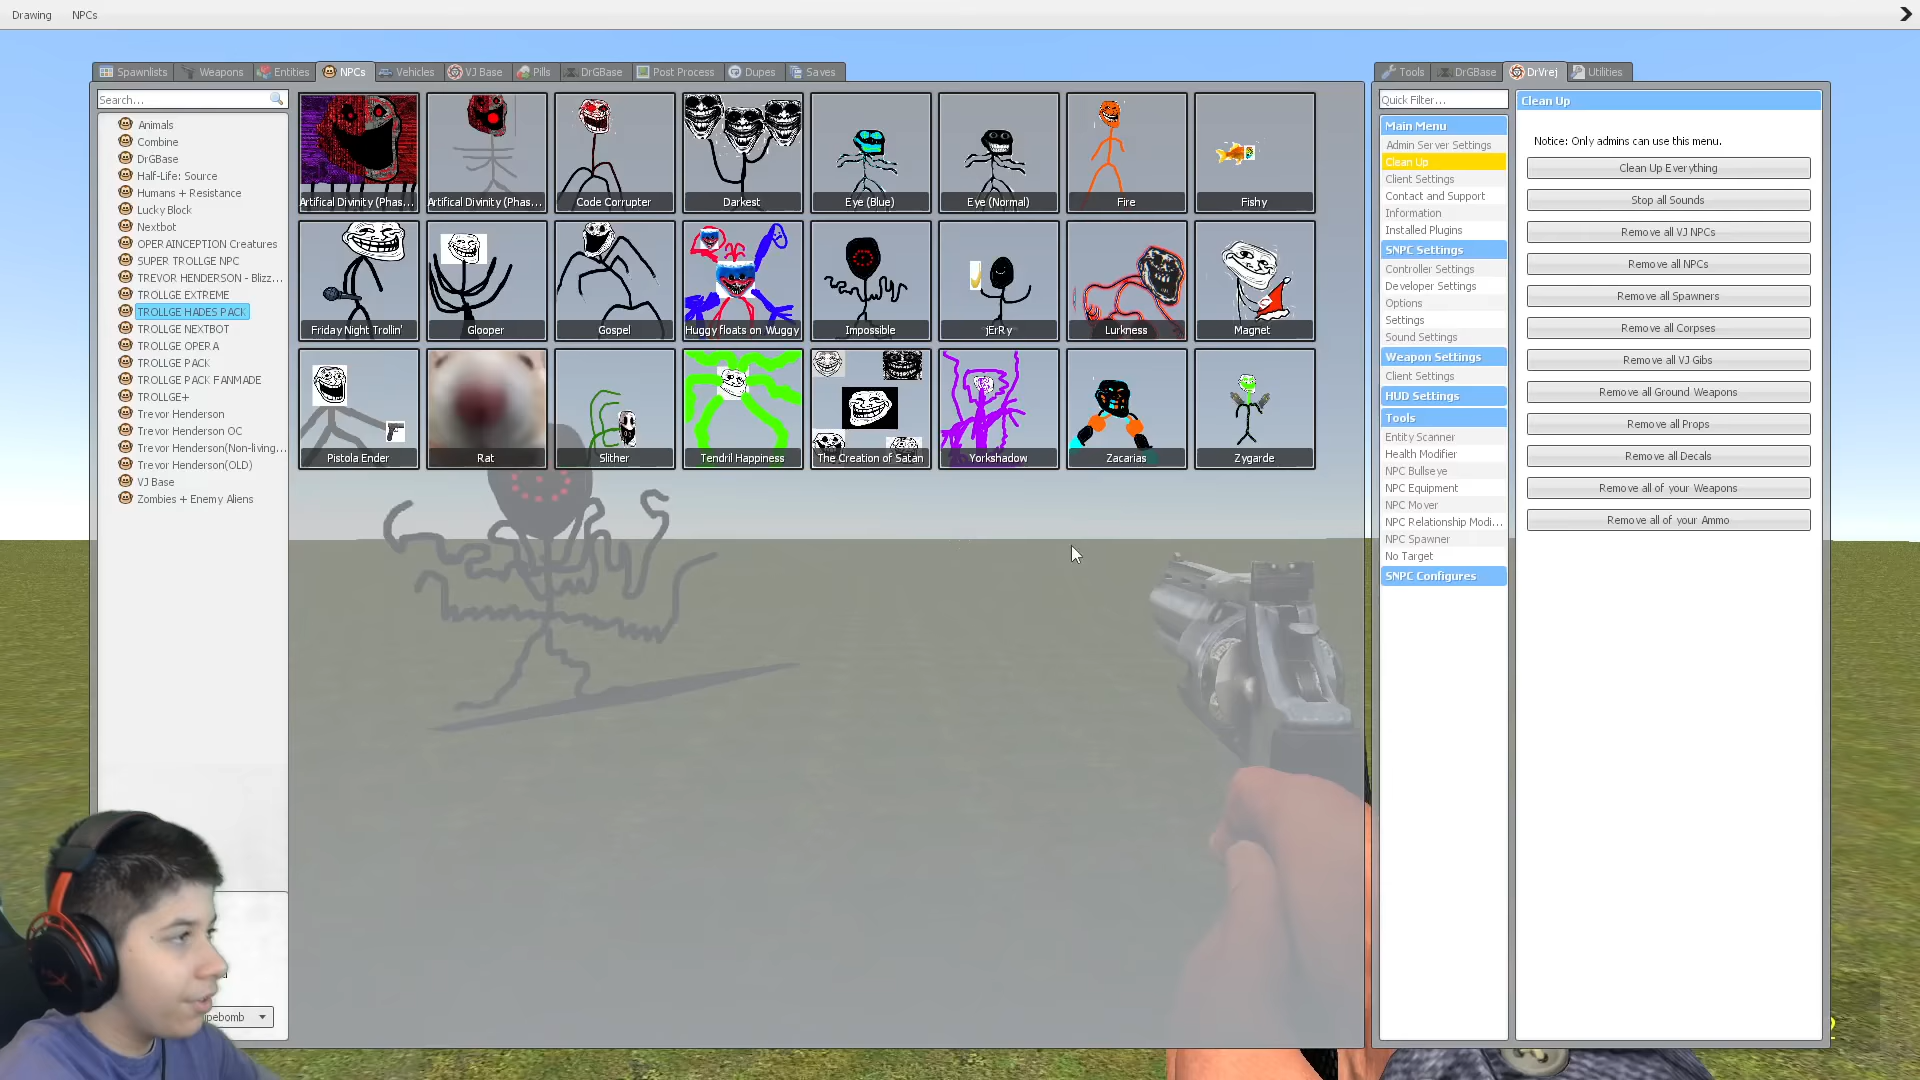 Drawing NPCs
Spawnlists Weapons Entities NPCs Vehicles VJ Base Pills DrGBase Post Process Dupes Saves
Search...
Animals
Combine
DrGBase
Half-Life: Source
Humans + Resistance
Lucky Block
Nextbot
OPERAINCEPTION Creatures
SUPER TROLLGE NPC
TREVOR HENDERSON - Blizz...
TROLLGE EXTREME
TROLLGE HADES PACK
TROLLGE NEXTBOT
TROLLGE OPERA
TROLLGE PACK
TROLLGE PACK FANMADE
TROLLGE+
Trevor Henderson
Trevor Henderson OC
Trevor Henderson(Non-living...
Trevor Henderson(OLD)
VJ Base
Zombies + Enemy Aliens
pebomb
Artifical Divinity (Phas... Artifical Divinity (Phas... Code Corrupter Darkest Eye (Blue) Eye (Normal) Fire Fishy
Friday Night Trollin' Glooper Gospel Huggy floats on Wuggy Impossible jErRy Lurkness Magnet
Pistola Ender Rat Slither Tendril Happiness The Creation of Satan Yorkshadow Zacarias Zygarde
Tools DrGBase DrVrej Utilities
Quick Filter...
Main Menu
Admin Server Settings
Clean Up
Client Settings
Contact and Support
Information
Installed Plugins
SNPC Settings
Controller Settings
Developer Settings
Options
Settings
Sound Settings
Weapon Settings
Client Settings
HUD Settings
Tools
Entity Scanner
Health Modifier
NPC Bullseye
NPC Equipment
NPC Mover
NPC Relationship Modi...
NPC Spawner
No Target
SNPC Configures
Clean Up
Notice: Only admins can use this menu.
Clean Up Everything
Stop all Sounds
Remove all VJ NPCs
Remove all NPCs
Remove all Spawners
Remove all Corpses
Remove all VJ Gibs
Remove all Ground Weapons
Remove all Props
Remove all Decals
Remove all of your Weapons
Remove all of your Ammo